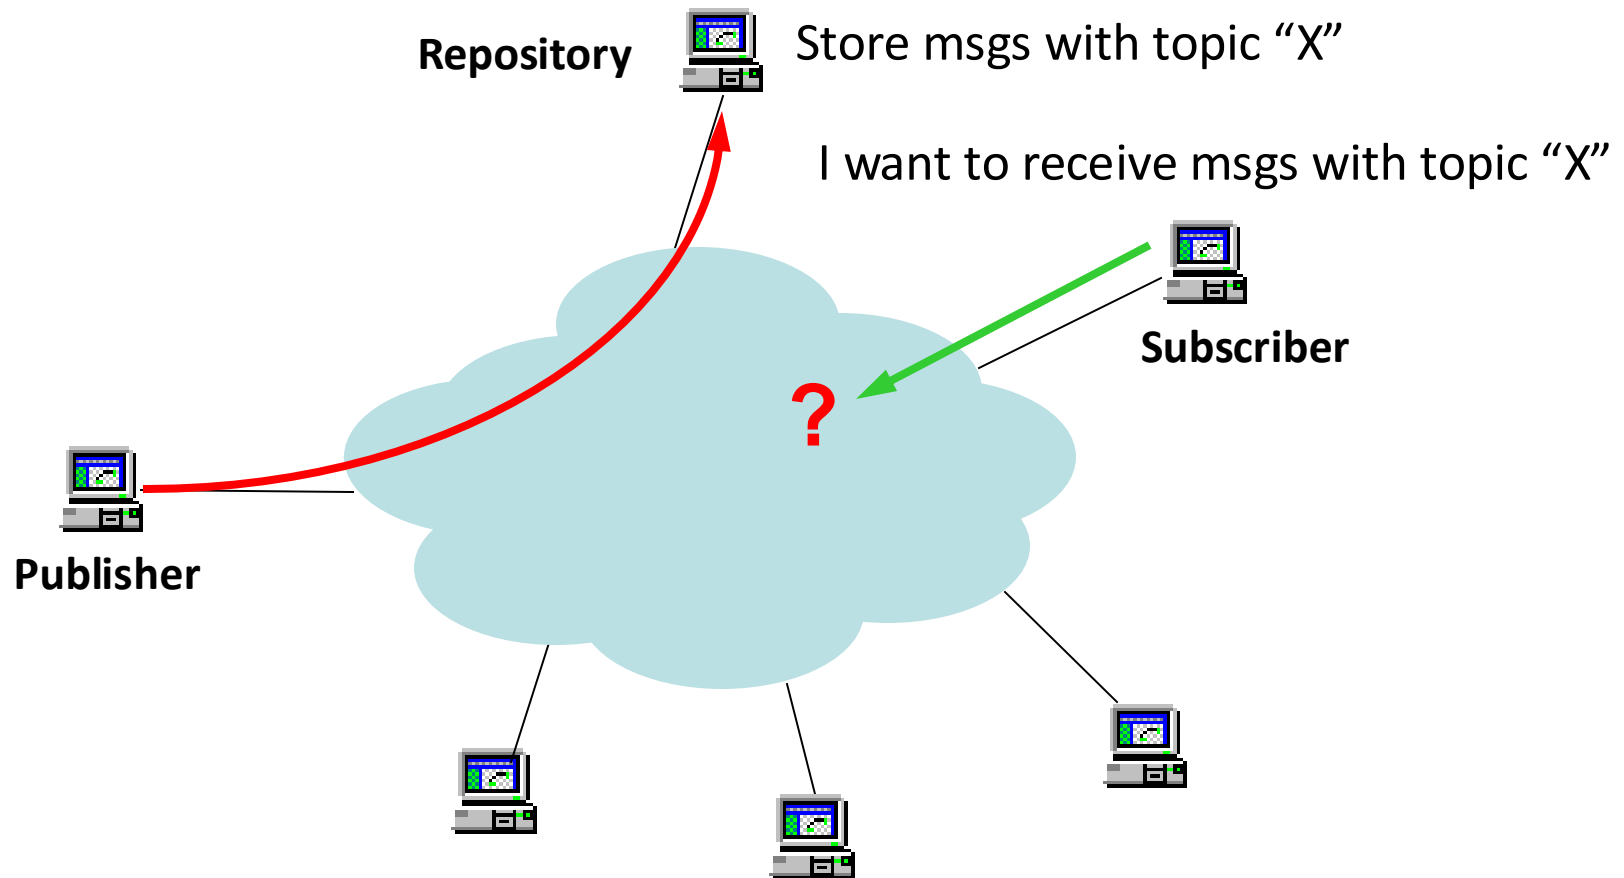 Repository
Store msgs with topic “X”
I want to receive msgs with topic “X”
Subscriber
?
Publisher